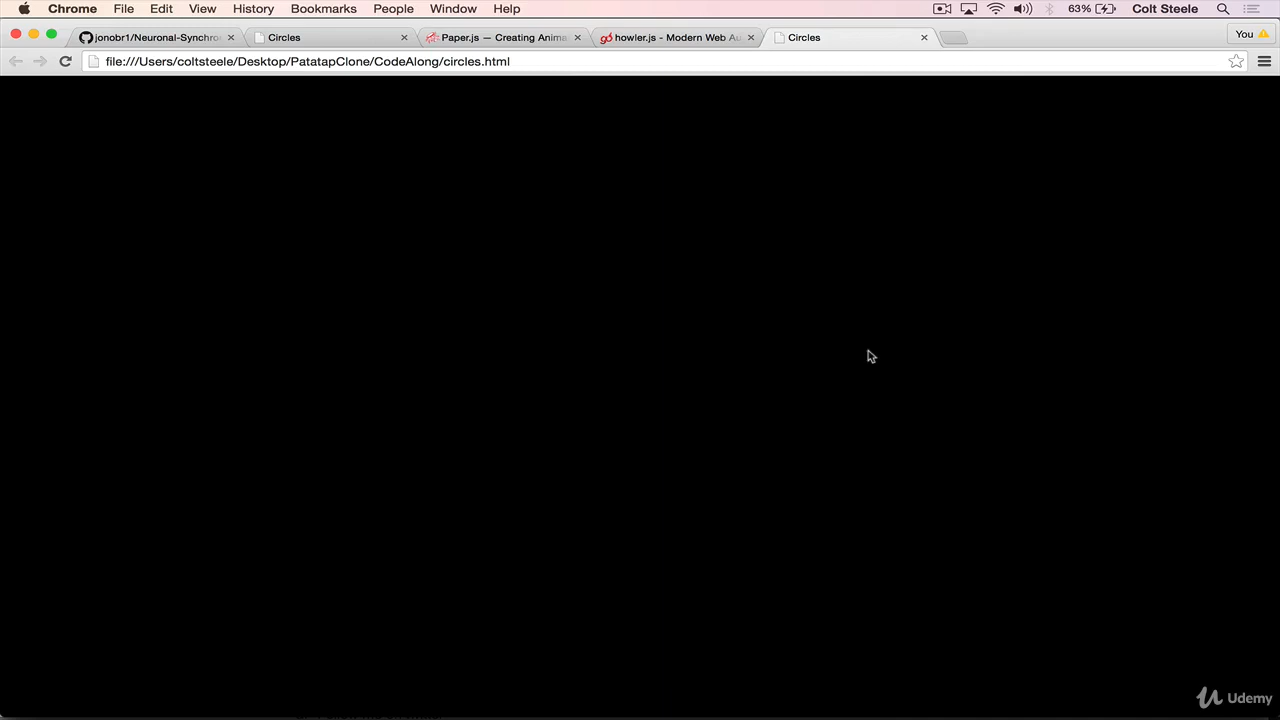 Chrome File Edit View History Bookmarks People Window Help 63% Colt Steele
jonobr1/Neuronal-Synchro Circles Paper.js — Creating Anima howler.js - Modern Web Au Circles You
file:///Users/coltsteele/Desktop/PatatapClone/CodeAlong/circles.html
Udemy